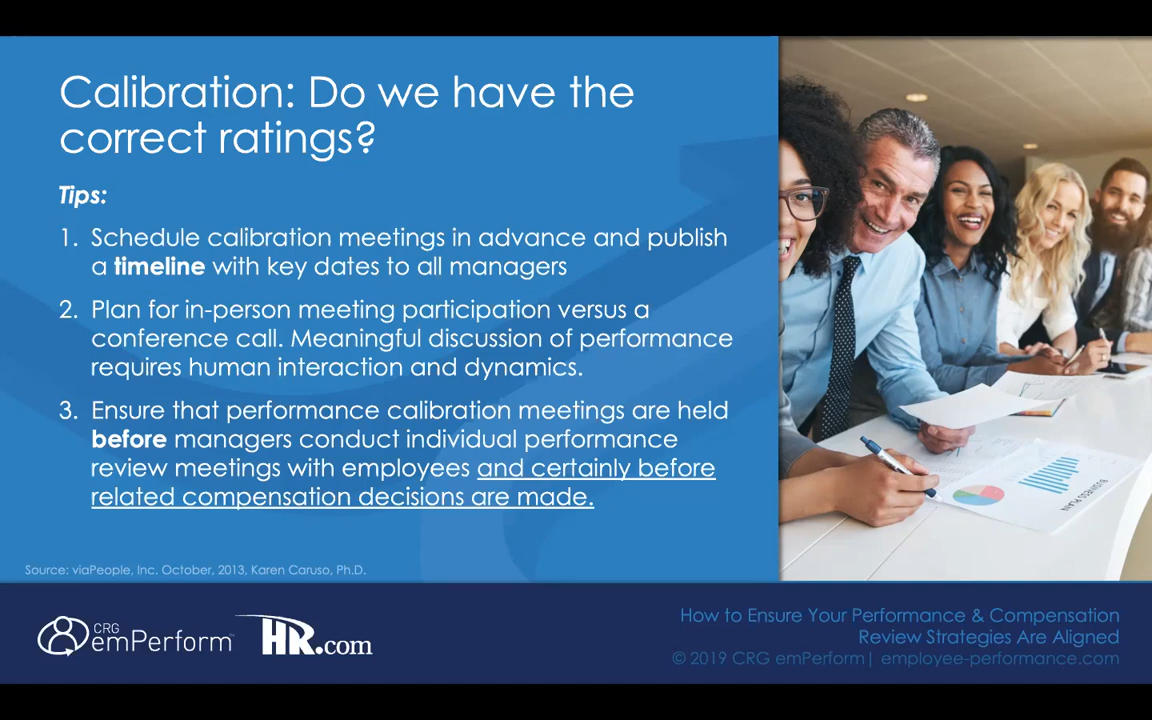 Calibration: Do we have the
correct ratings?
Tips:
1. Schedule calibration meetings in advance and publish
a timeline with key dates to all managers
2. Plan for in-person meeting participation versus a
conference call. Meaningful discussion of performance
requires human interaction and dynamics.
3. Ensure that performance calibration meetings are held
before managers conduct individual performance
review meetings with employees and certainly before
related compensation decisions are made.
BUSINESS PLAN
Source: viaPeople, Inc. October, 2013, Karen Caruso, Ph.D.
CRG
emPerform™
HR.com
How to Ensure Your Performance & Compensation
Review Strategies Are Aligned
© 2019 CRG emPerform| employee-performance.com